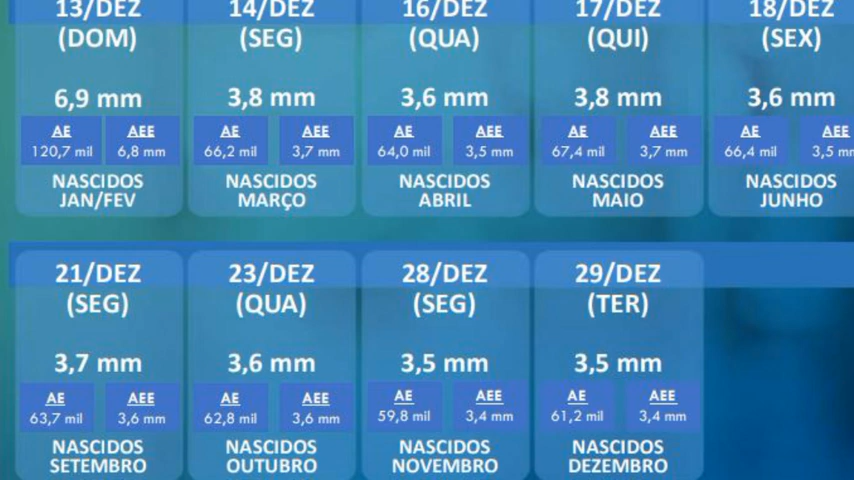 13/DEZ
(DOM)
6,9 mm
AE AEE
120,7 mil 6,8 mm
NASCIDOS
JAN/FEV
14/DEZ
(SEG)
3,8 mm
AE AEE
66,2 mil 3,7 mm
NASCIDOS
MARÇO
16/DEZ
(QUA)
3,6 mm
AE AEE
64,0 mil 3,5 mm
NASCIDOS
ABRIL
17/DEZ
(QUI)
3,8 mm
AE AEE
67,4 mil 3,7 mm
NASCIDOS
MAIO
18/DEZ
(SEX)
3,6 mm
AE AEE
66,4 mil 3,5 mm
NASCIDOS
JUNHO
21/DEZ
(SEG)
3,7 mm
AE AEE
63,7 mil 3,6 mm
NASCIDOS
SETEMBRO
23/DEZ
(QUA)
3,6 mm
AE AEE
62,8 mil 3,6 mm
NASCIDOS
OUTUBRO
28/DEZ
(SEG)
3,5 mm
AE AEE
59,8 mil 3,4 mm
NASCIDOS
NOVEMBRO
29/DEZ
(TER)
3,5 mm
AE AEE
61,2 mil 3,4 mm
NASCIDOS
DEZEMBRO